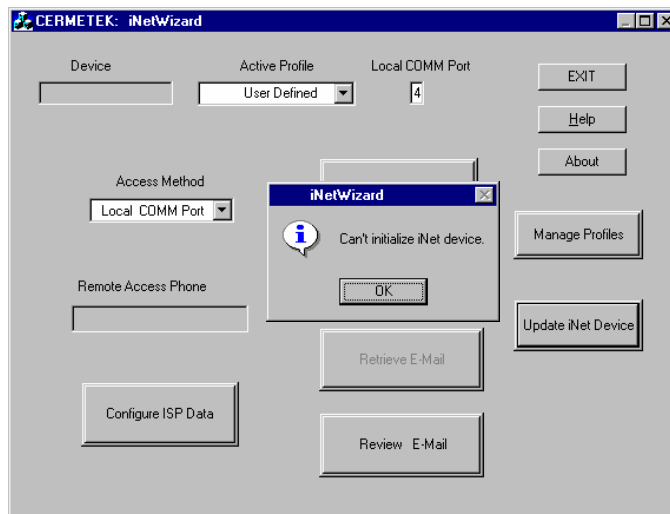 CERMETEK: iNetWizard
Device
Active Profile
Local COMM Port
User Defined
4
EXIT
Help
About
Access Method
Local COMM Port
iNetWizard
Can't initialize iNet device.
OK
Manage Profiles
Remote Access Phone
Update iNet Device
Retrieve E-Mail
Configure ISP Data
Review E-Mail